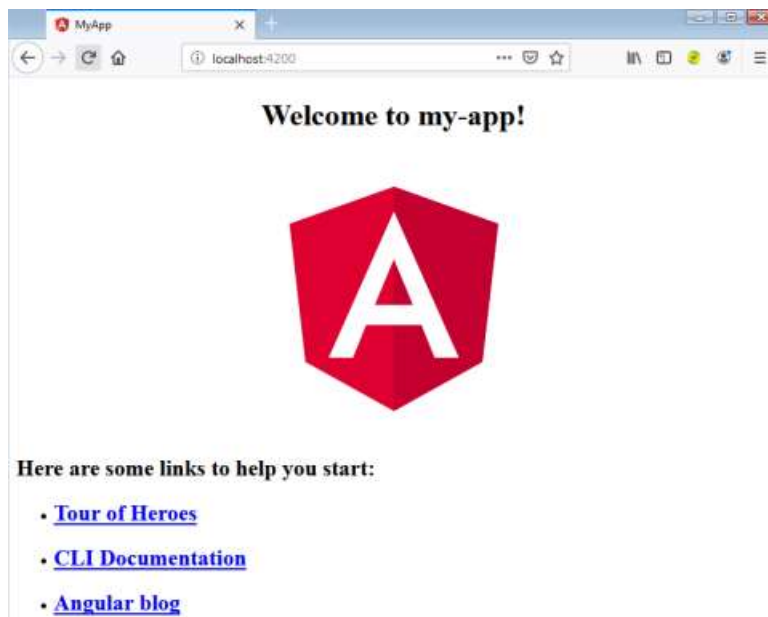 MyApp
localhost:4200
Welcome to my-app!
A
Here are some links to help you start:
Tour of Heroes
CLI Documentation
Angular blog